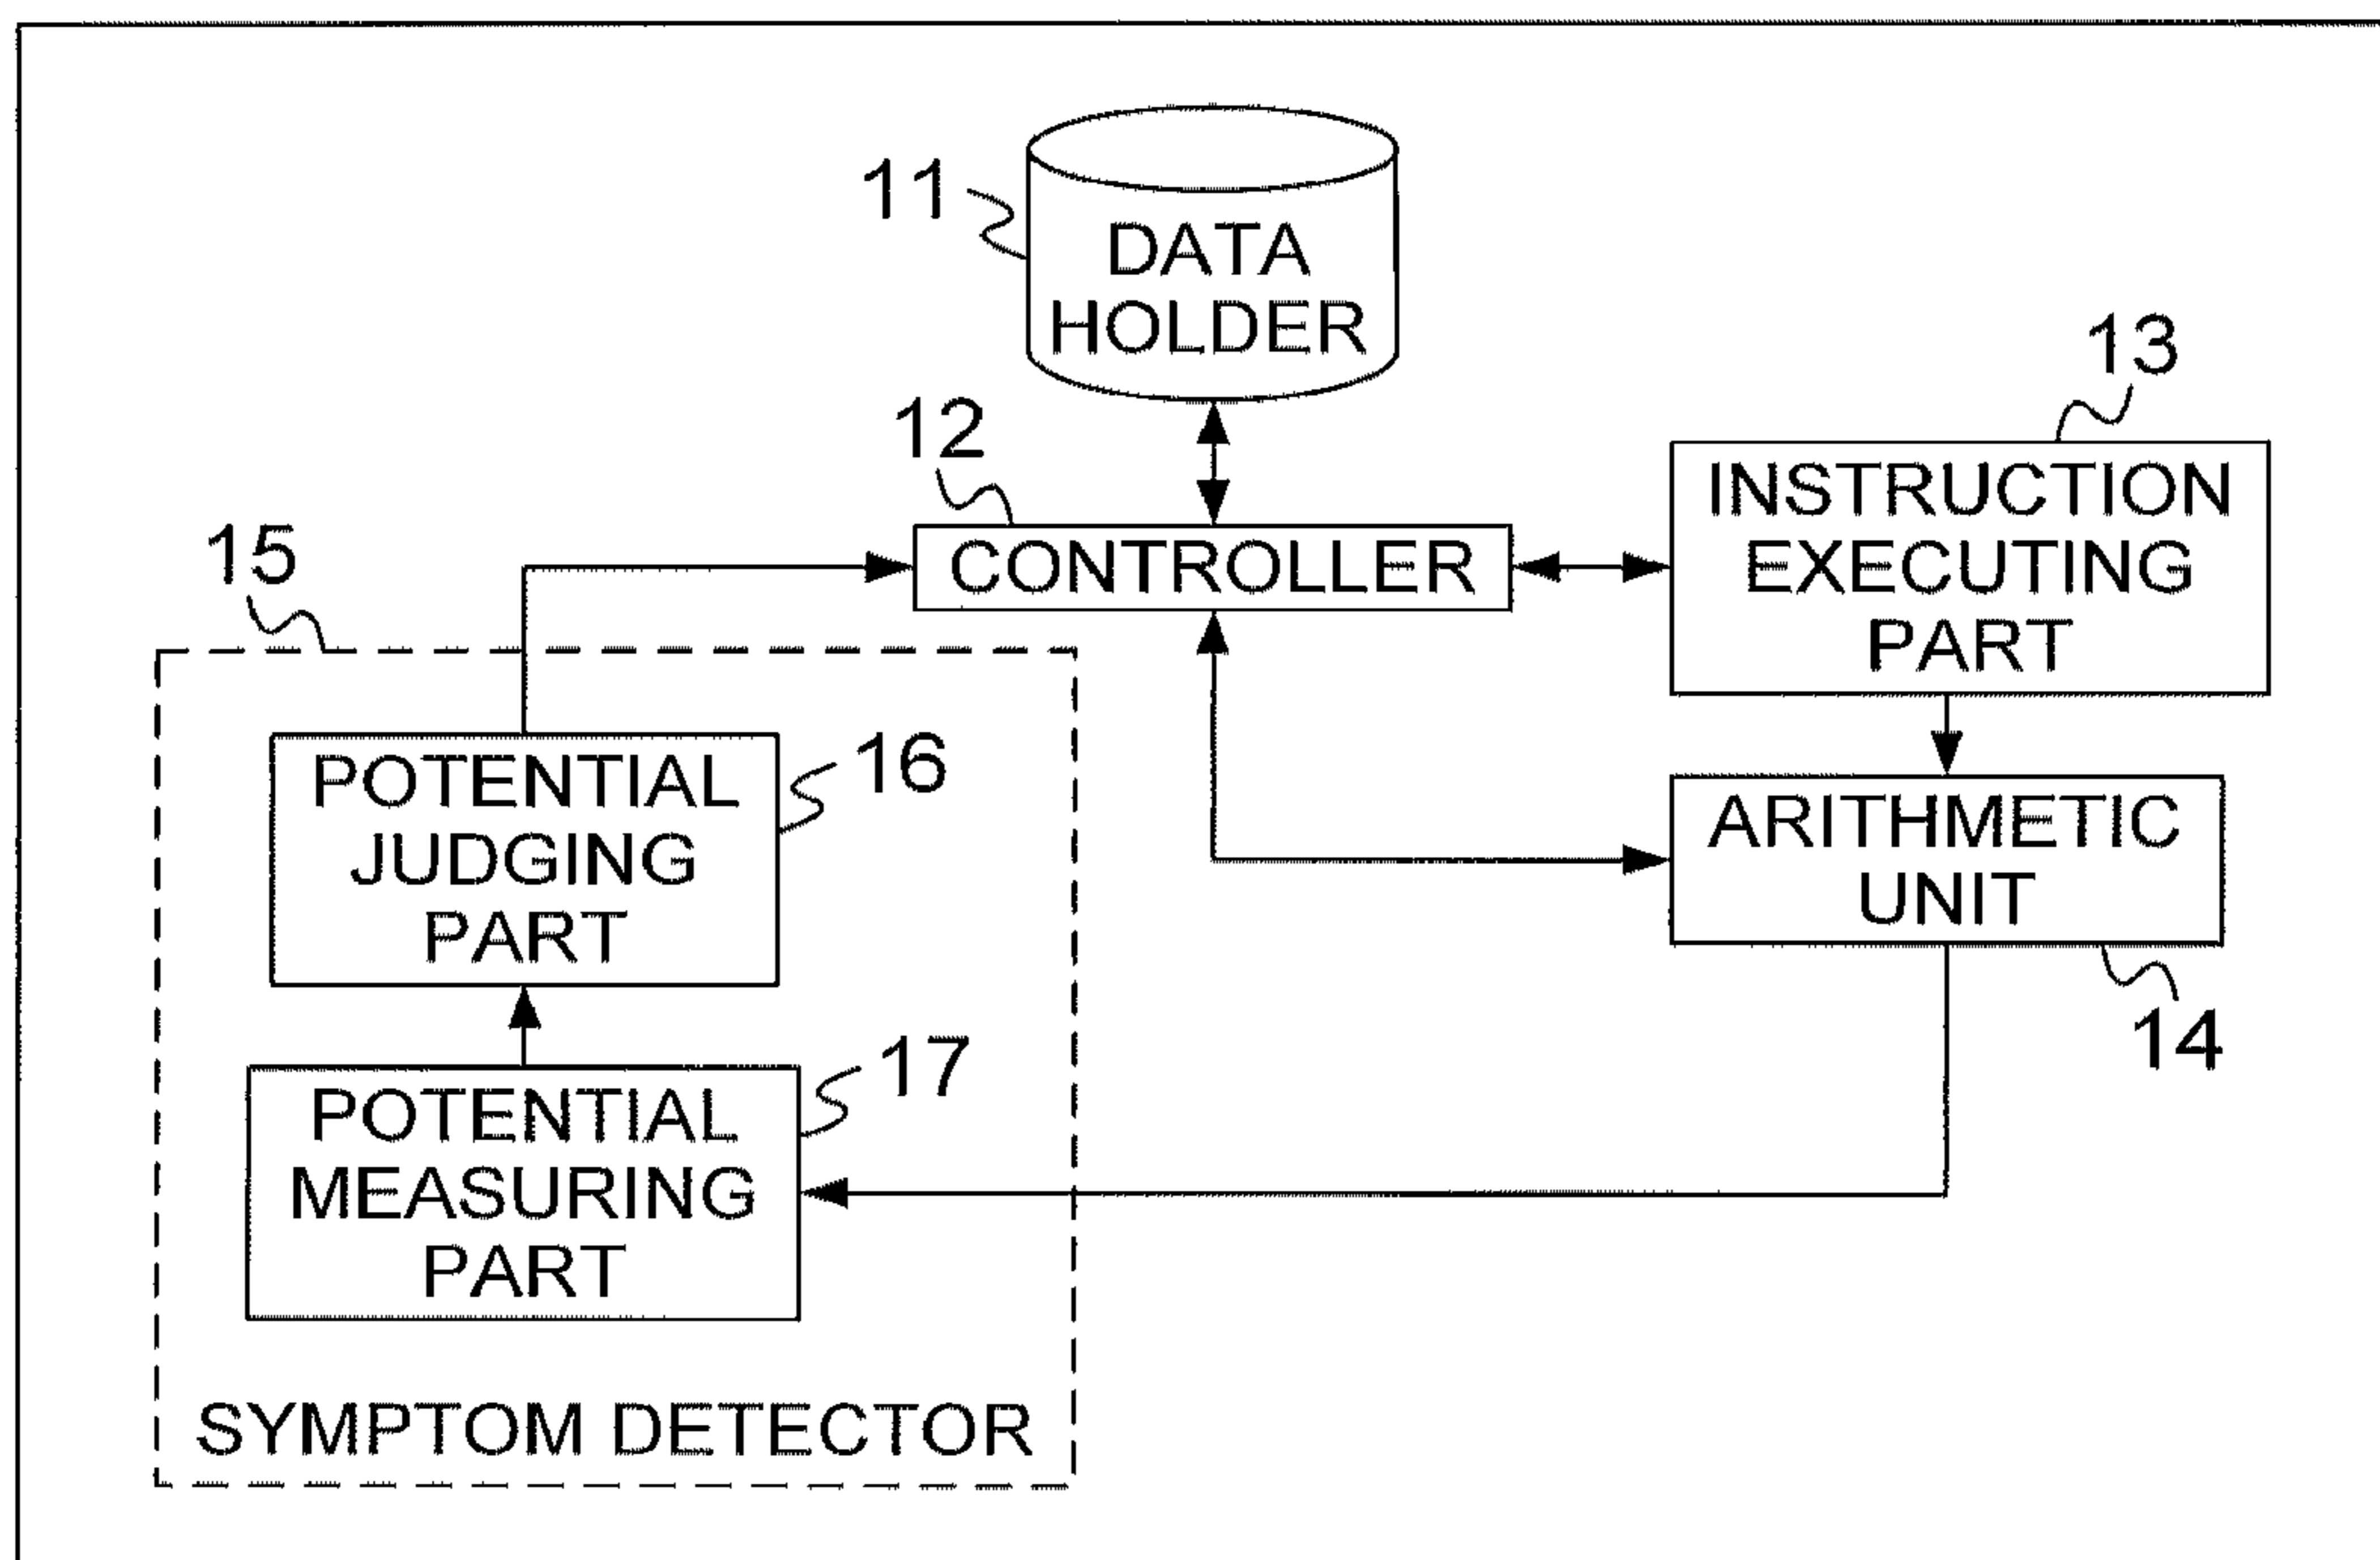 11
DATA
HOLDER
12
CONTROLLER
13
INSTRUCTION
EXECUTING
PART
15
16
POTENTIAL
JUDGING
PART
ARITHMETIC
UNIT
14
17
POTENTIAL
MEASURING
PART
SYMPTOM DETECTOR